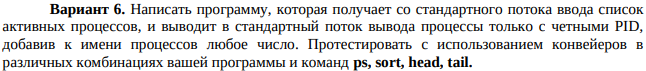 Вариант 6. Написать программу, которая получает со стандартного потока ввода список
активных процессов, и выводит в стандартный поток вывода процессы только с четными PID,
добавив к имени процессов любое число. Протестировать с использованием конвейеров в
различных комбинациях вашей программы и команд ps, sort, head, tail.